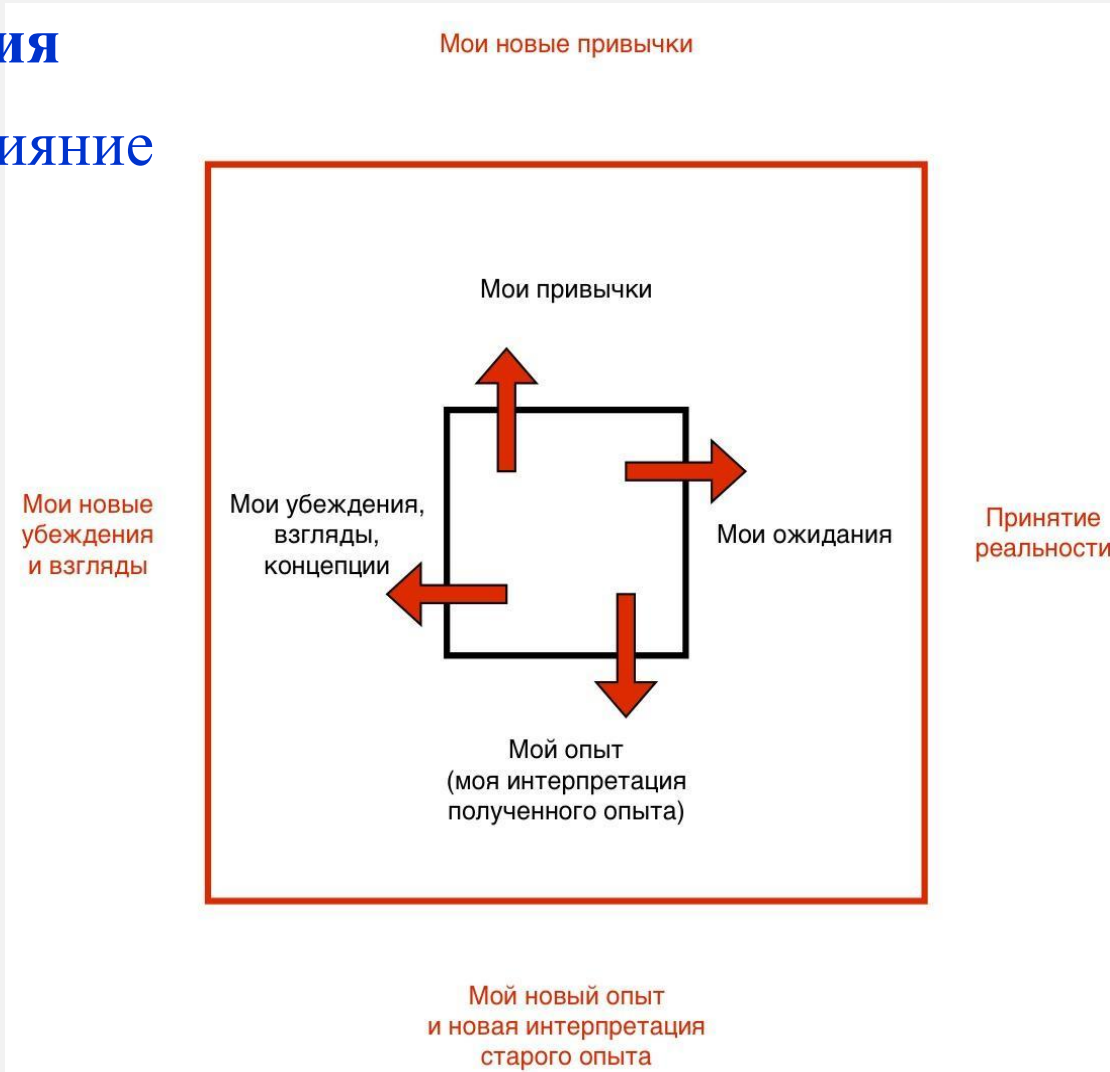 ия
Мои новые привычки
ияние
Мои привычки
Мои новые
убеждения
и взгляды
Мои убеждения,
взгляды,
концепции
Мои ожидания
Принятие
реальности
Мой опыт
(моя интерпретация
полученного опыта)
Мой новый опыт
и новая интерпретация
старого опыта